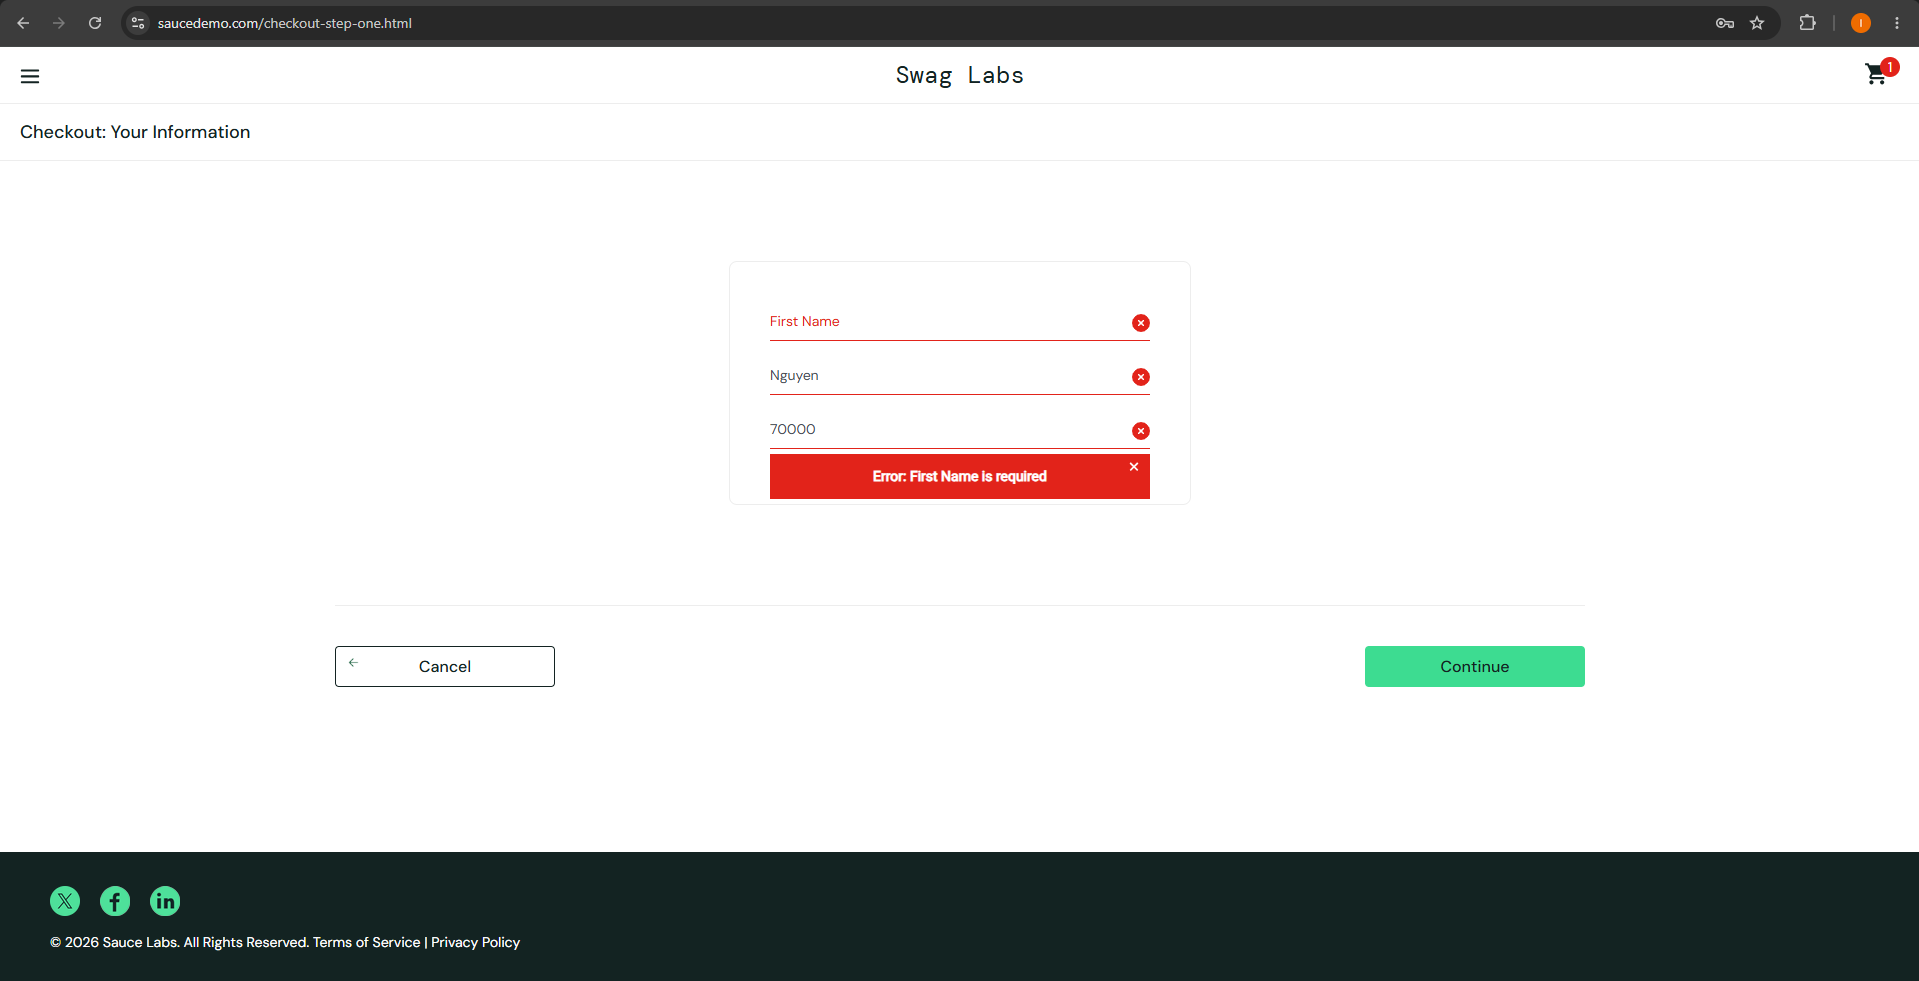 saucedemo.com/checkout-step-one.html
I
Swag Labs
1
Checkout: Your Information
First Name
Nguyen
70000
Error: First Name is required
Cancel
Continue
© 2026 Sauce Labs. All Rights Reserved. Terms of Service | Privacy Policy